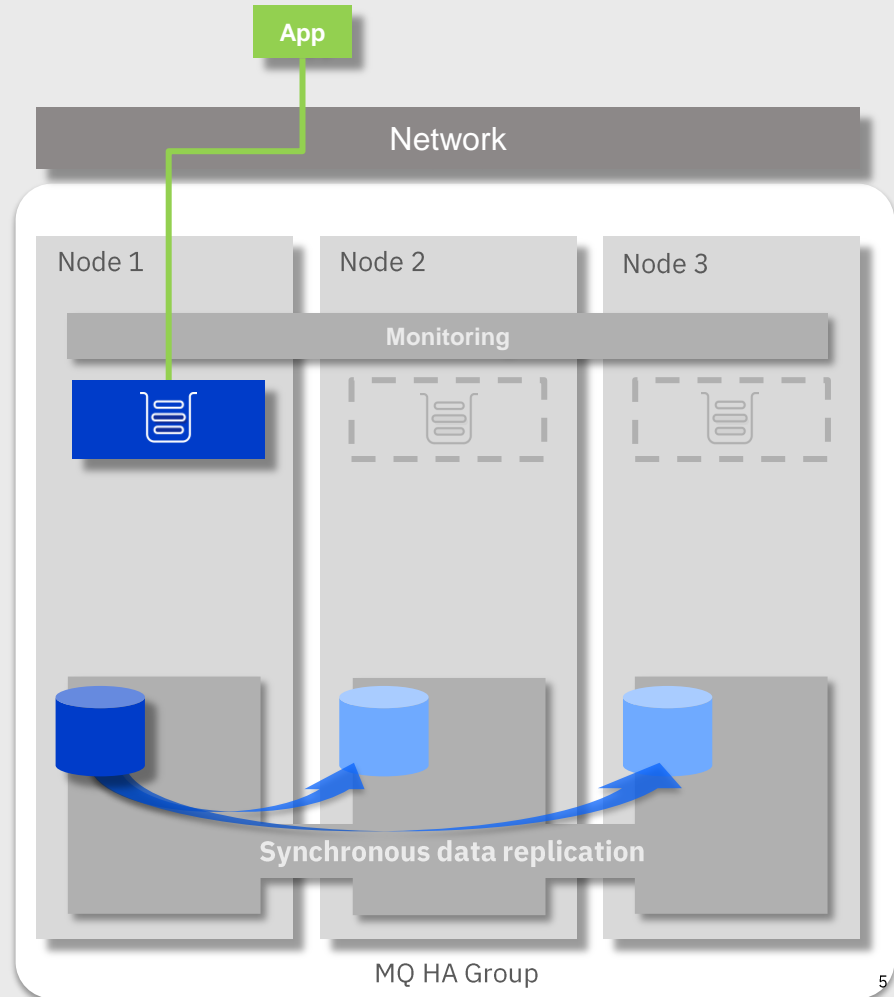 App
Network
Node 1
Node 2
Node 3
Monitoring
Synchronous data replication
MQ HA Group
5